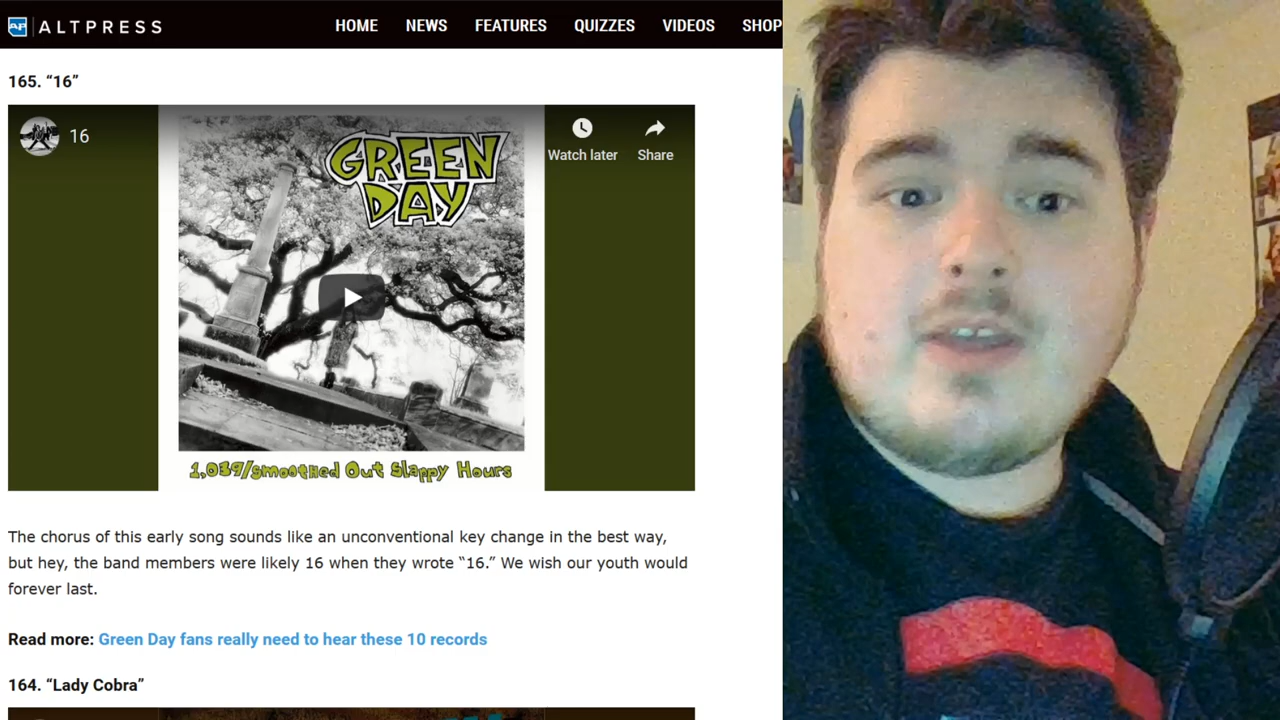 AP ALTPRESS HOME NEWS FEATURES QUIZZES VIDEOS SHOP
165. “16”
16
Watch later Share
GREEN
DAY
1,039/smoothed Out Slappy Hours
The chorus of this early song sounds like an unconventional key change in the best way,
but hey, the band members were likely 16 when they wrote “16.” We wish our youth would
forever last.
Read more: Green Day fans really need to hear these 10 records
164. “Lady Cobra”